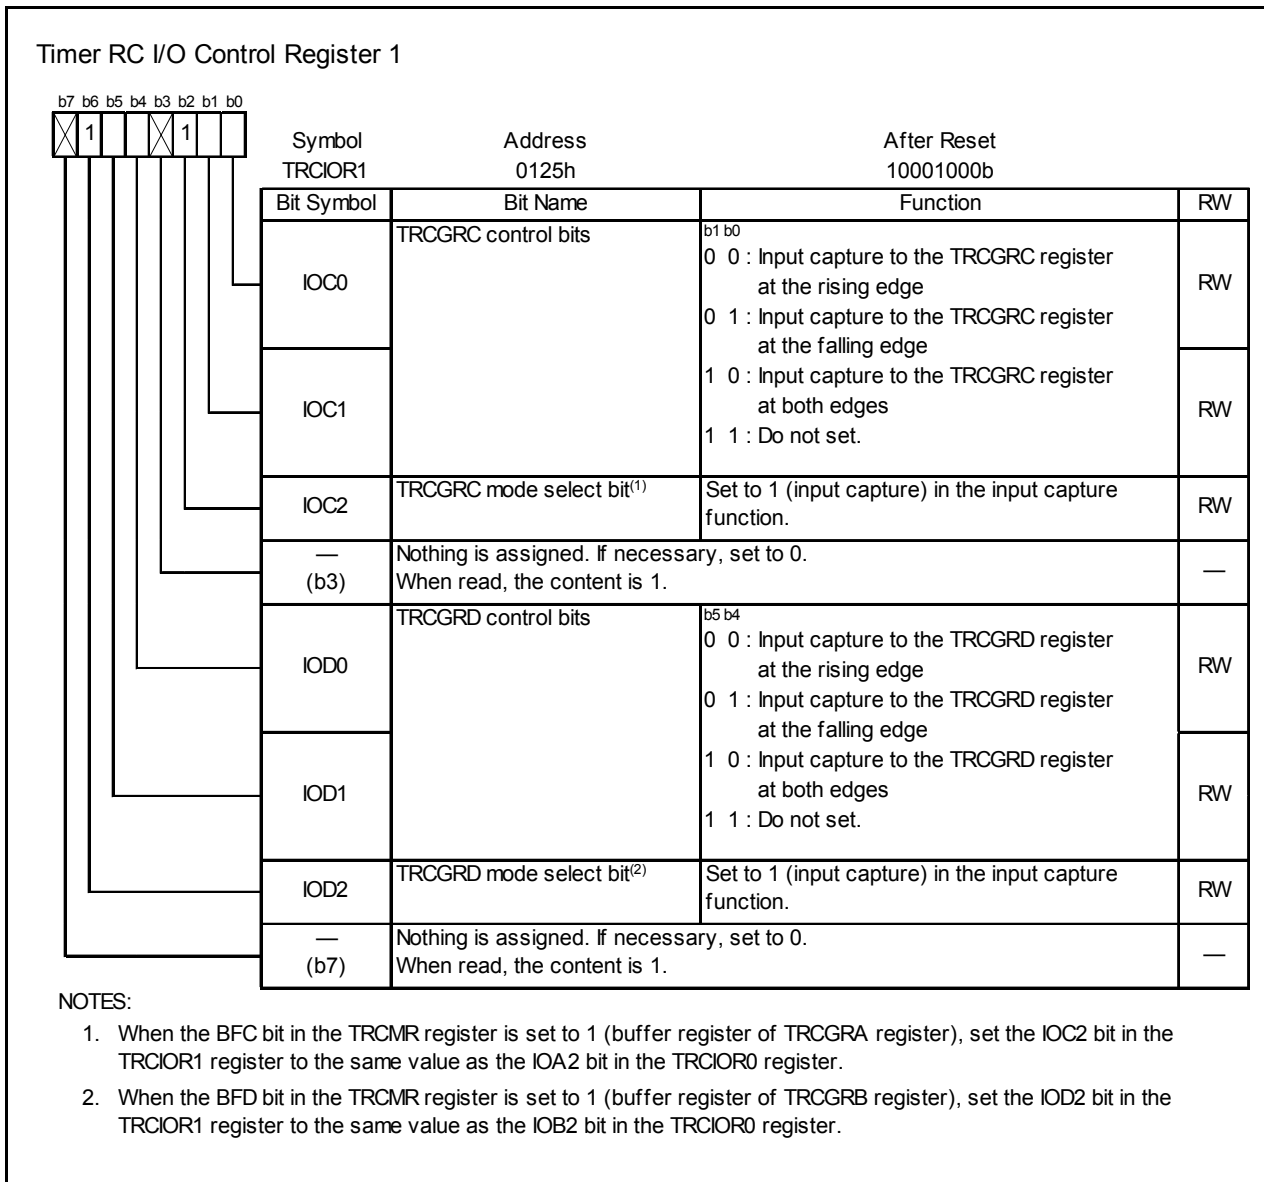 Timer RC I/O Control Register 1
b7 b6 b5 b4 b3 b2 b1 b0
1 1
Symbol Address After Reset
TRCIOR1 0125h 10001000b
Bit Symbol Bit Name Function RW
IOC0 TRCGRC control bits b1 b0
0 0 : Input capture to the TRCGRC register
at the rising edge RW
0 1 : Input capture to the TRCGRC register
at the falling edge
IOC1 1 0 : Input capture to the TRCGRC register
at both edges RW
1 1 : Do not set.
IOC2 TRCGRC mode select bit(1) Set to 1 (input capture) in the input capture
function. RW
— Nothing is assigned. If necessary, set to 0.
(b3) When read, the content is 1. —
IOD0 TRCGRD control bits b5 b4
0 0 : Input capture to the TRCGRD register
at the rising edge RW
0 1 : Input capture to the TRCGRD register
at the falling edge
IOD1 1 0 : Input capture to the TRCGRD register
at both edges RW
1 1 : Do not set.
IOD2 TRCGRD mode select bit(2) Set to 1 (input capture) in the input capture
function. RW
— Nothing is assigned. If necessary, set to 0.
(b7) When read, the content is 1. —
NOTES:
1. When the BFC bit in the TRCMR register is set to 1 (buffer register of TRCGRA register), set the IOC2 bit in the
TRCIOR1 register to the same value as the IOA2 bit in the TRCIOR0 register.
2. When the BFD bit in the TRCMR register is set to 1 (buffer register of TRCGRB register), set the IOD2 bit in the
TRCIOR1 register to the same value as the IOB2 bit in the TRCIOR0 register.